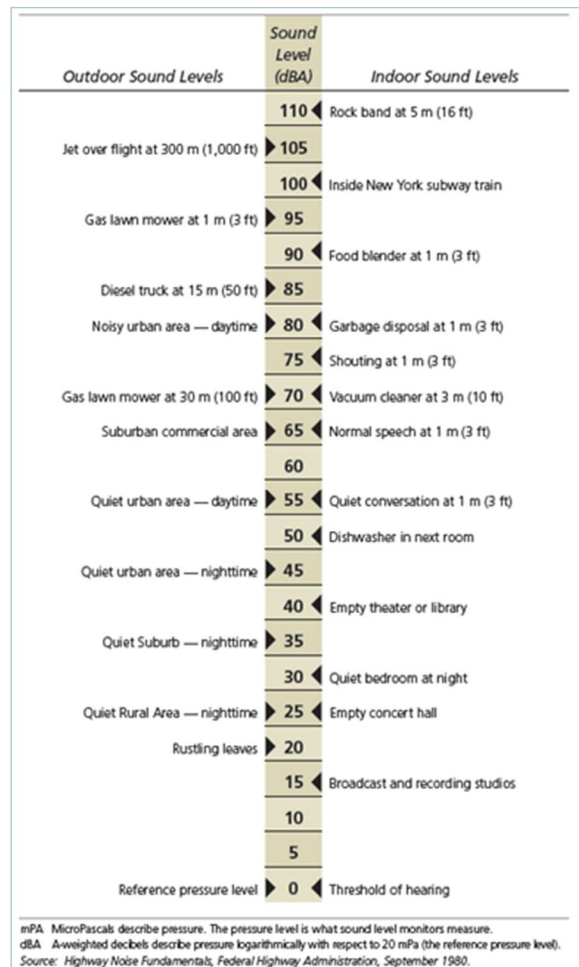 Outdoor Sound Levels
Sound
Level
(dBA)
Indoor Sound Levels
110 Rock band at 5 m (16 ft)
Jet over flight at 300 m (1,000 ft) 105
100 Inside New York subway train
Gas lawn mower at 1 m (3 ft) 95
90 Food blender at 1 m (3 ft)
Diesel truck at 15 m (50 ft) 85
Noisy urban area — daytime 80 Garbage disposal at 1 m (3 ft)
75 Shouting at 1 m (3 ft)
Gas lawn mower at 30 m (100 ft) 70 Vacuum cleaner at 3 m (10 ft)
Suburban commercial area 65 Normal speech at 1 m (3 ft)
60
Quiet urban area — daytime 55 Quiet conversation at 1 m (3 ft)
50 Dishwasher in next room
Quiet urban area — nighttime 45
40 Empty theater or library
Quiet Suburb — nighttime 35
30 Quiet bedroom at night
Quiet Rural Area — nighttime 25 Empty concert hall
Rustling leaves 20
15 Broadcast and recording studios
10
5
Reference pressure level 0 Threshold of hearing
mPA MicroPascals describe pressure. The pressure level is what sound level monitors measure.
dBA A-weighted decibels describe pressure logarithmically with respect to 20 mPa (the reference pressure level).
Source: Highway Noise Fundamentals, Federal Highway Administration, September 1980.